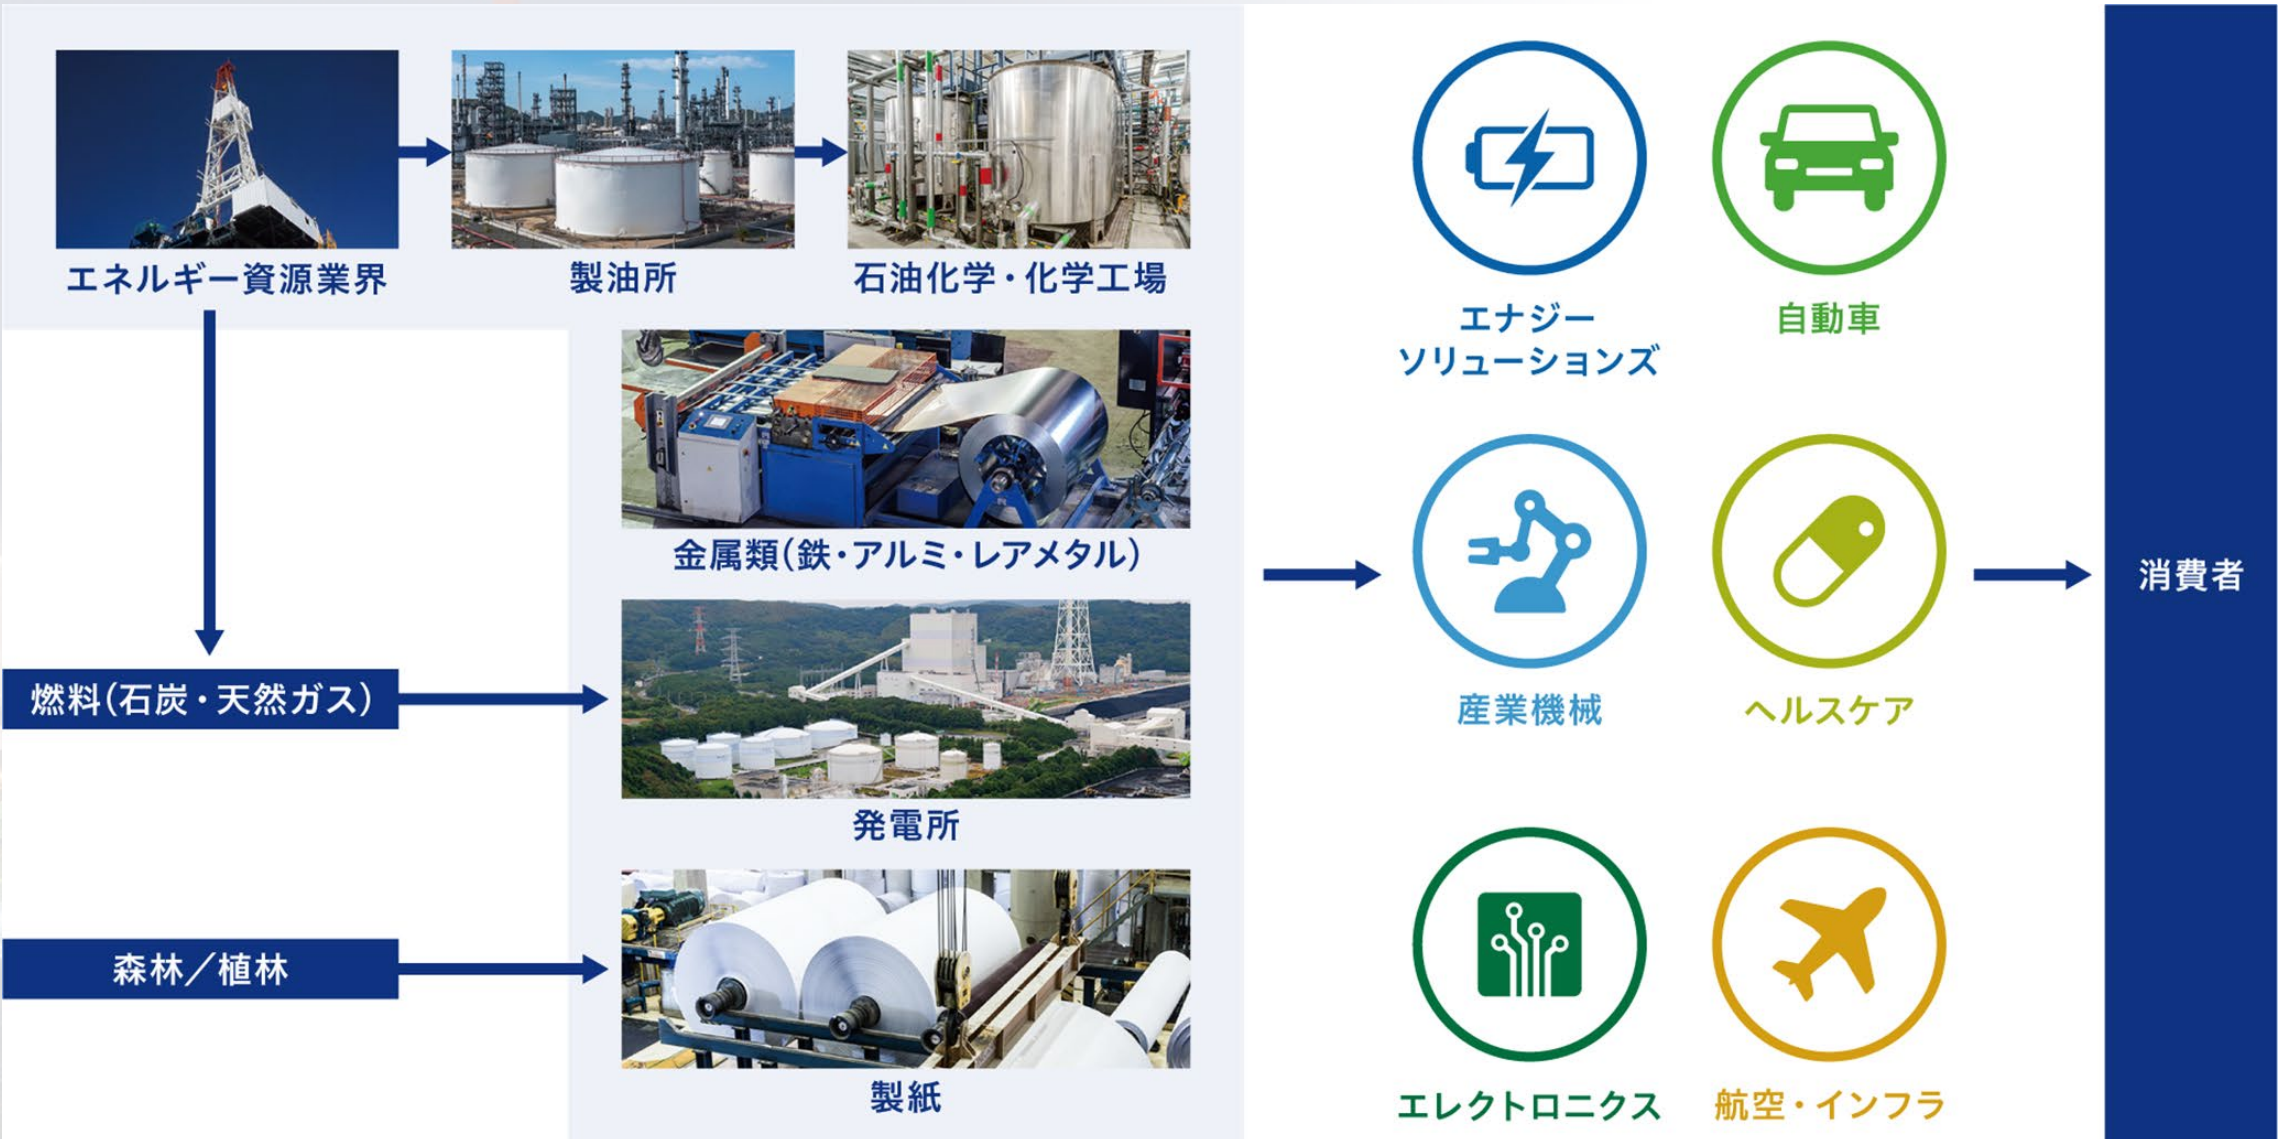 エネルギー資源業界
製油所
石油化学・化学工場
金属類(鉄・アルミ・レアメタル)
燃料(石炭・天然ガス)
発電所
森林／植林
製紙
エナジー
ソリューションズ
自動車
産業機械
ヘルスケア
エレクトロニクス
航空・インフラ
消費者